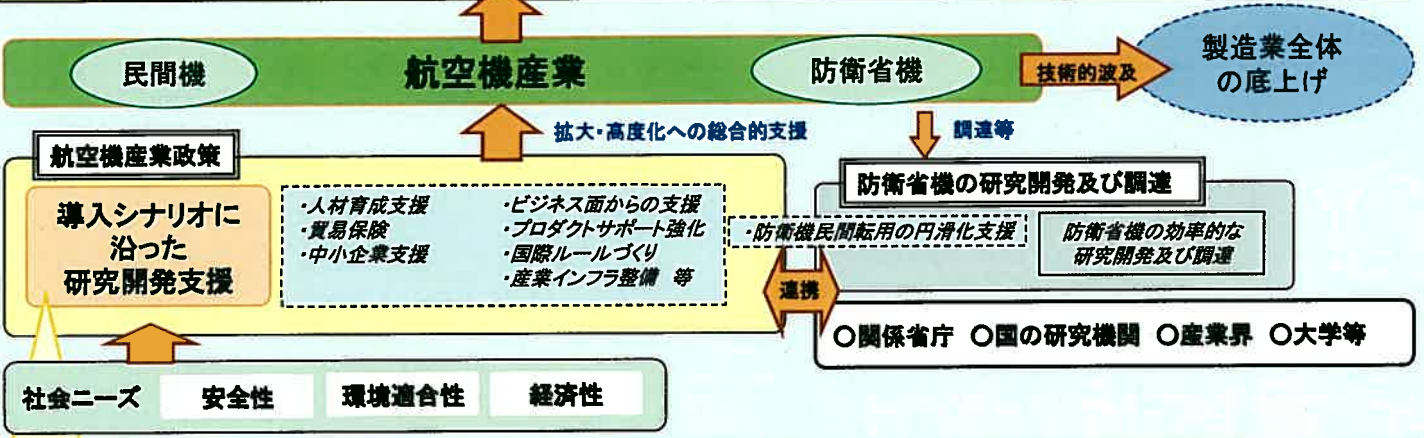 民間機
航空機産業
防衛省機
技術的波及
製造業全体
の底上げ
拡大・高度化への総合的支援
調達等
航空機産業政策
導入シナリオに
沿った
研究開発支援
・人材育成支援
・貿易保険
・中小企業支援
・ビジネス面からの支援
・プロダクトサポート強化
・国際ルールづくり
・産業インフラ整備 等
・防衛機民間転用の円滑化支援
防衛省機の研究開発及び調達
防衛省機の効率的な
研究開発及び調達
連携
○関係省庁 ○国の研究機関 ○産業界 ○大学等
社会ニーズ
安全性
環境適合性
経済性